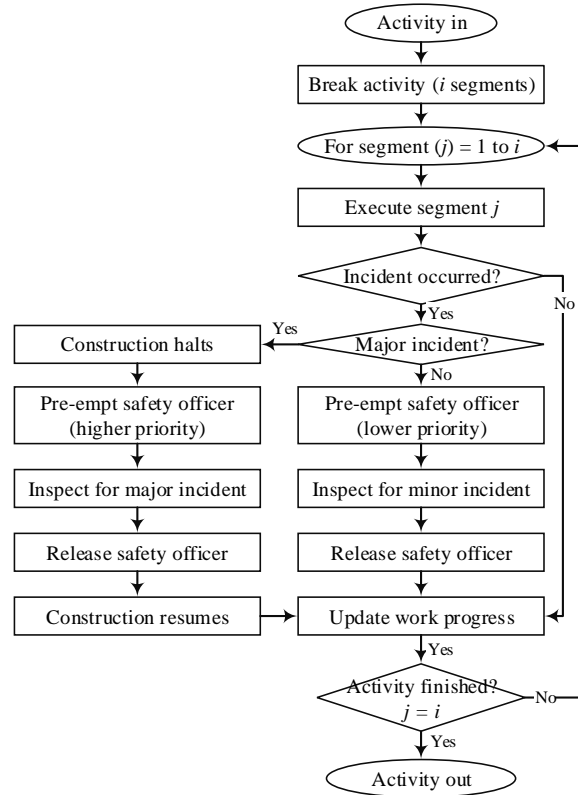 Activity in
Break activity (i segments)
For segment (j) = 1 to i
Execute segment j
Incident occurred?
No
Yes
Yes
Construction halts
Major incident?
No
Pre-empt safety officer
(higher priority)
Pre-empt safety officer
(lower priority)
Inspect for major incident
Inspect for minor incident
Release safety officer
Release safety officer
Construction resumes
Update work progress
Yes
Activity finished?
j = i
No
Yes
Activity out